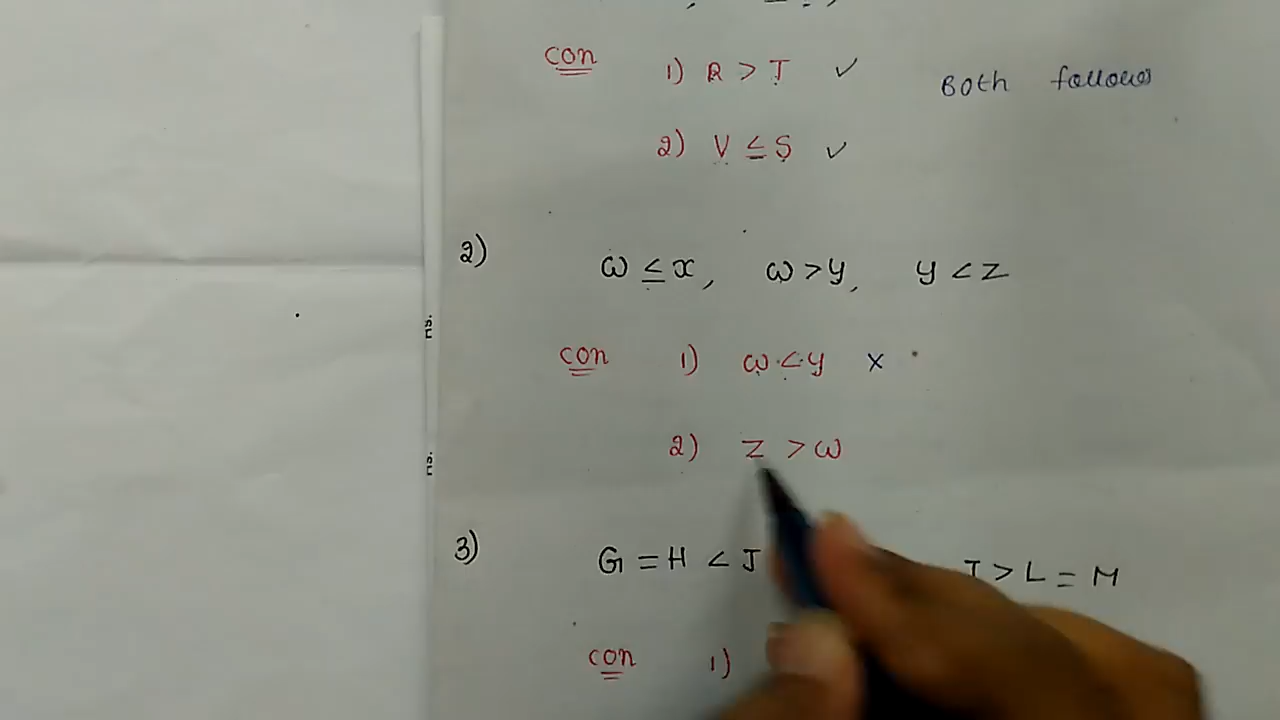 con 1) R > T ✓ Both follows
2) V ≤ S ✓
2) ω ≤ x, ω > y, y < z
con 1) ω < y ×
2) z > ω
3) G = H < J > L = M
con 1)